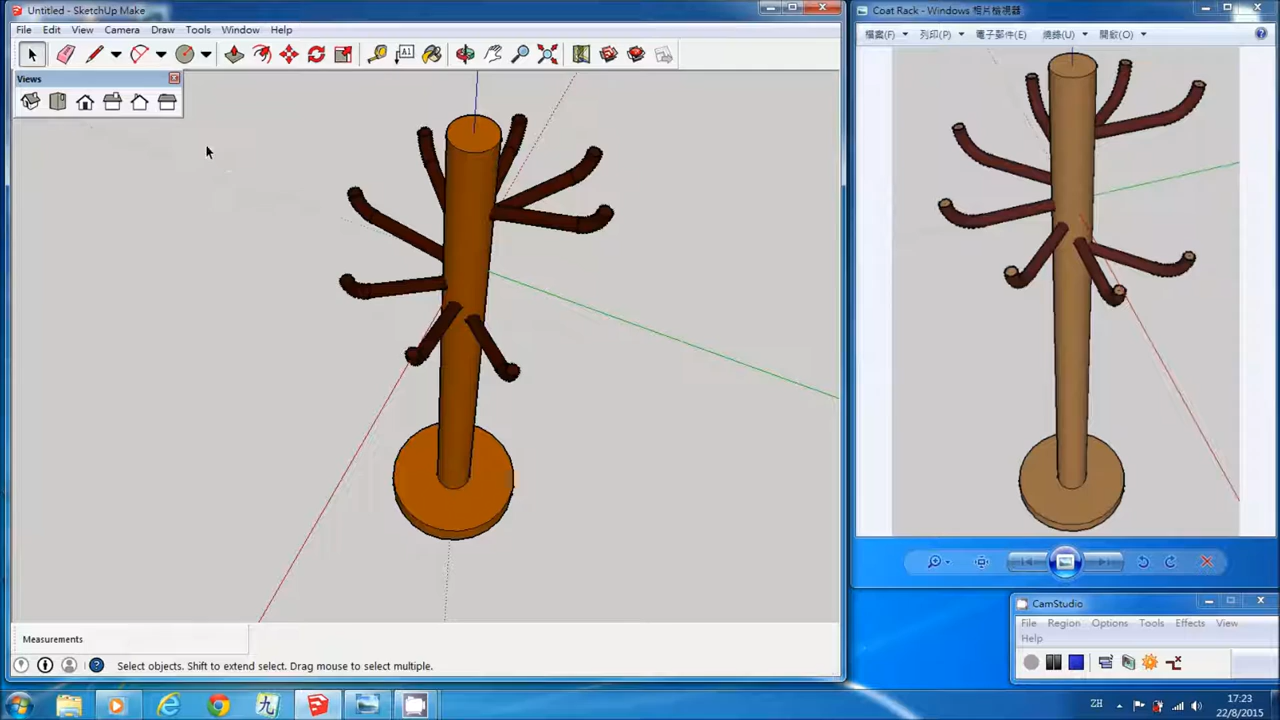 Untitled - SketchUp Make
File Edit View Camera Draw Tools Window Help
A1
Views
Measurements
Select objects. Shift to extend select. Drag mouse to select multiple.
Coat Rack - Windows 相片檢視器
檔案(F) 列印(P) 電子郵件(E) 燒錄(U) 開啟(O)
CamStudio
File Region Options Tools Effects View
Help
九
ZH
17:23
22/8/2015